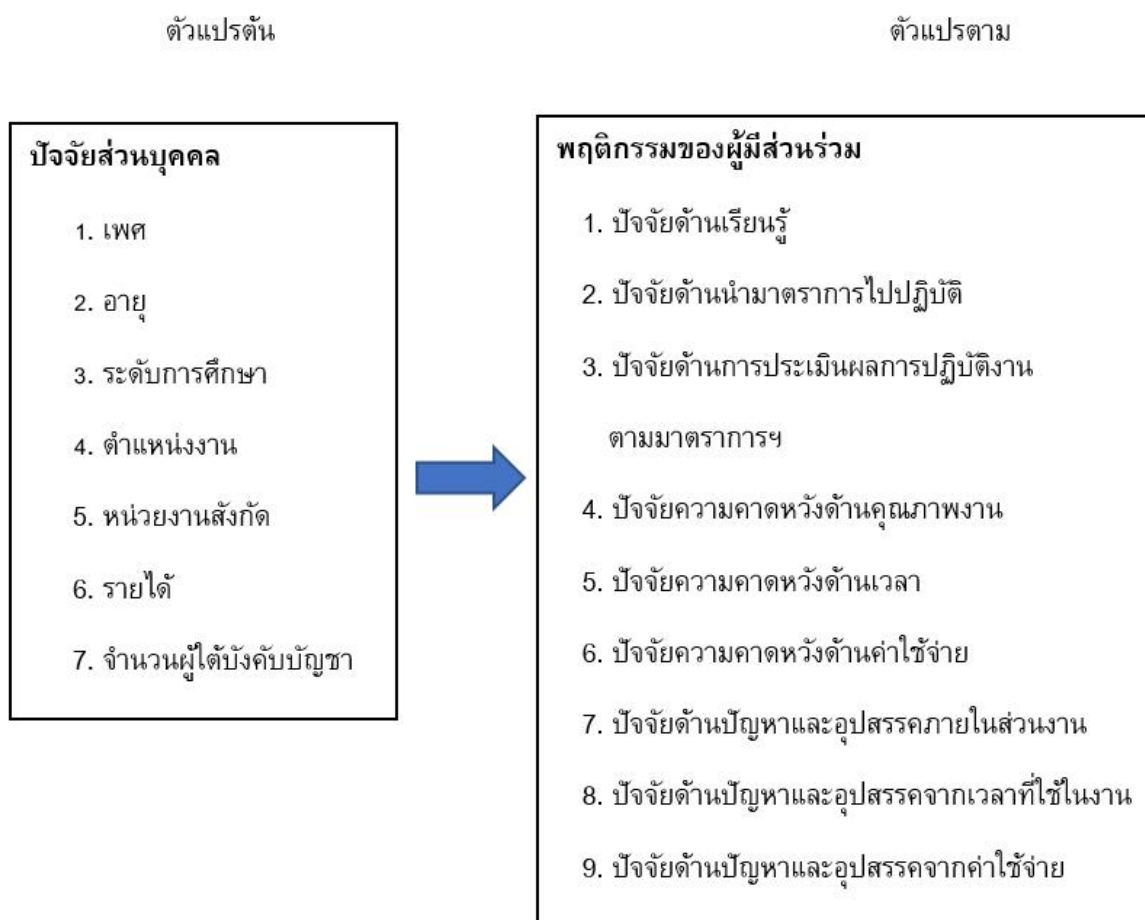 ตัวแปรต้น
ตัวแปรตาม
ปัจจัยส่วนบุคคล
1. เพศ
2. อายุ
3. ระดับการศึกษา
4. ตำแหน่งงาน
5. หน่วยงานสังกัด
6. รายได้
7. จำนวนผู้ใต้บังคับบัญชา
พฤติกรรมของผู้มีส่วนร่วม
1. ปัจจัยด้านเรียนรู้
2. ปัจจัยด้านนำมาตราการไปปฏิบัติ
3. ปัจจัยด้านการประเมินผลการปฏิบัติงาน
ตามมาตราการฯ
4. ปัจจัยความคาดหวังด้านคุณภาพงาน
5. ปัจจัยความคาดหวังด้านเวลา
6. ปัจจัยความคาดหวังด้านค่าใช้จ่าย
7. ปัจจัยด้านปัญหาและอุปสรรคภายในส่วนงาน
8. ปัจจัยด้านปัญหาและอุปสรรคจากเวลาที่ใช้ในงาน
9. ปัจจัยด้านปัญหาและอุปสรรคจากค่าใช้จ่าย